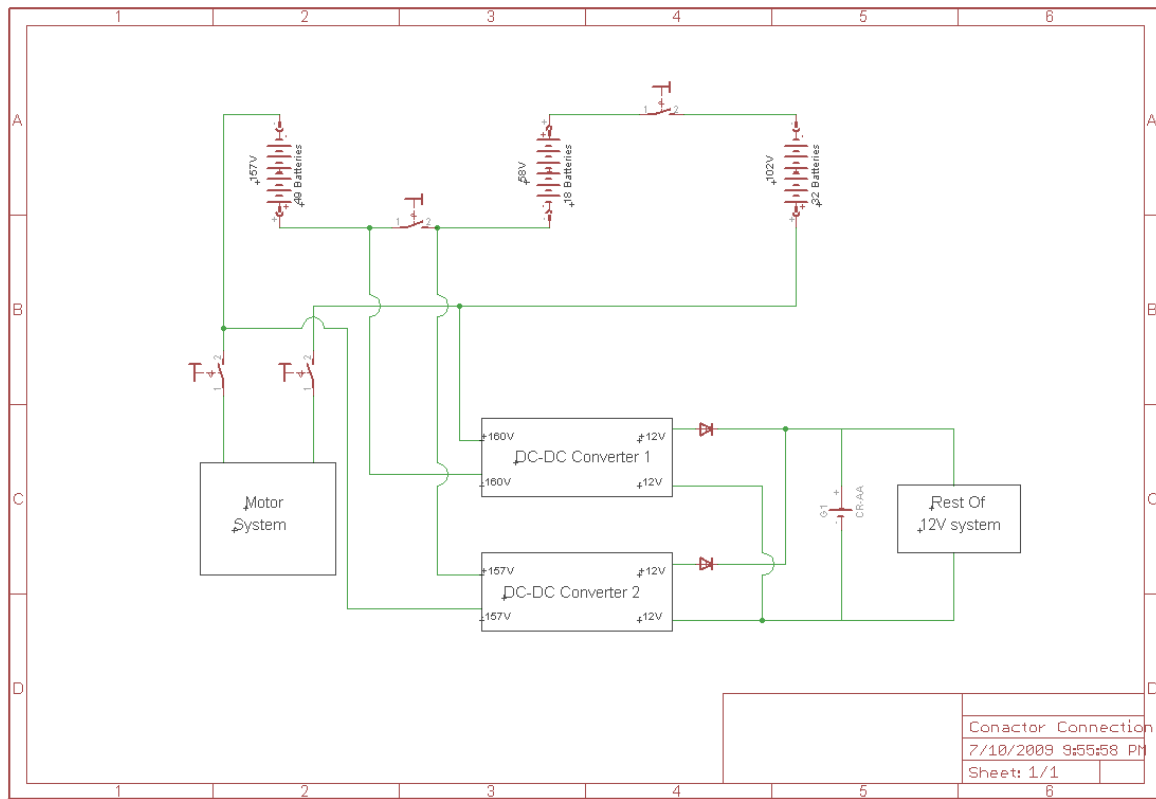 1 2 3 4 5 6
A A
1 2
157V
49 Batteries
58V
18 Batteries
102V
32 Batteries
1 2
B B
2 2
1 1
+160V +12V
DC-DC Converter 1
-160V -12V
Motor
System
C C
G1
CR-AA
Rest Of
12V system
+157V +12V
DC-DC Converter 2
-157V -12V
D D
Conactor Connection
7/10/2009 9:55:58 PM
Sheet: 1/1
1 2 3 4 5 6